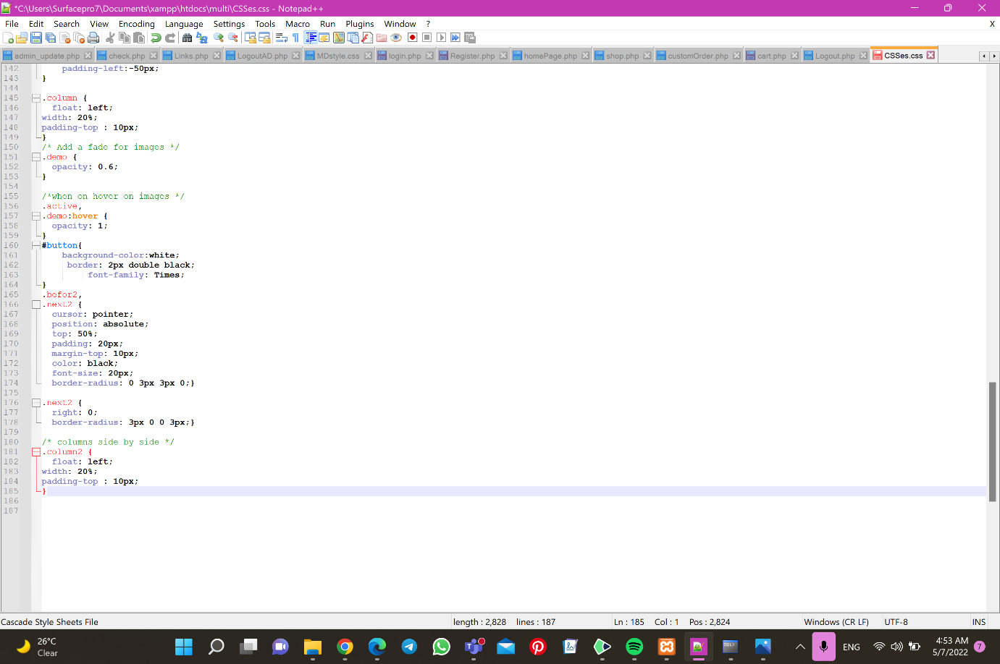 *C:\Users\Surfacepro7\Documents\xampp\htdocs\multi\CSSes.css - Notepad++
File Edit Search View Encoding Language Settings Tools Macro Run Plugins Window ? X
admin_update.php check.php Links.php LogoutAD.php MDstyle.css login.php Register.php homePage.php shop.php customOrder.php cart.php Logout.php CSSes.css
142 padding-left:-50px;
143 }
144
145 .column {
146 float: left;
147 width: 20%;
148 padding-top : 10px;
149 }
150 /* Add a fade for images */
151 .demo {
152 opacity: 0.6;
153 }
154
155 /*when on hover on images */
156 .active,
157 .demo:hover {
158 opacity: 1;
159 }
160 #button{
161 background-color:white;
162 border: 2px double black;
163 font-family: Times;
164 }
165 .befor2,
166 .next2 {
167 cursor: pointer;
168 position: absolute;
169 top: 50%;
170 padding: 20px;
171 margin-top: 10px;
172 color: black;
173 font-size: 20px;
174 border-radius: 0 3px 3px 0;}
175
176 .next2 {
177 right: 0;
178 border-radius: 3px 0 0 3px;}
179
180 /* columns side by side */
181 .column2 {
182 float: left;
183 width: 20%;
184 padding-top : 10px;
185 }
186
187
Cascade Style Sheets File length : 2,828 lines : 187 Ln : 185 Col : 1 Pos : 2,824 Windows (CR LF) UTF-8 INS
26°C
Clear
ENG
4:53 AM
5/7/2022
7